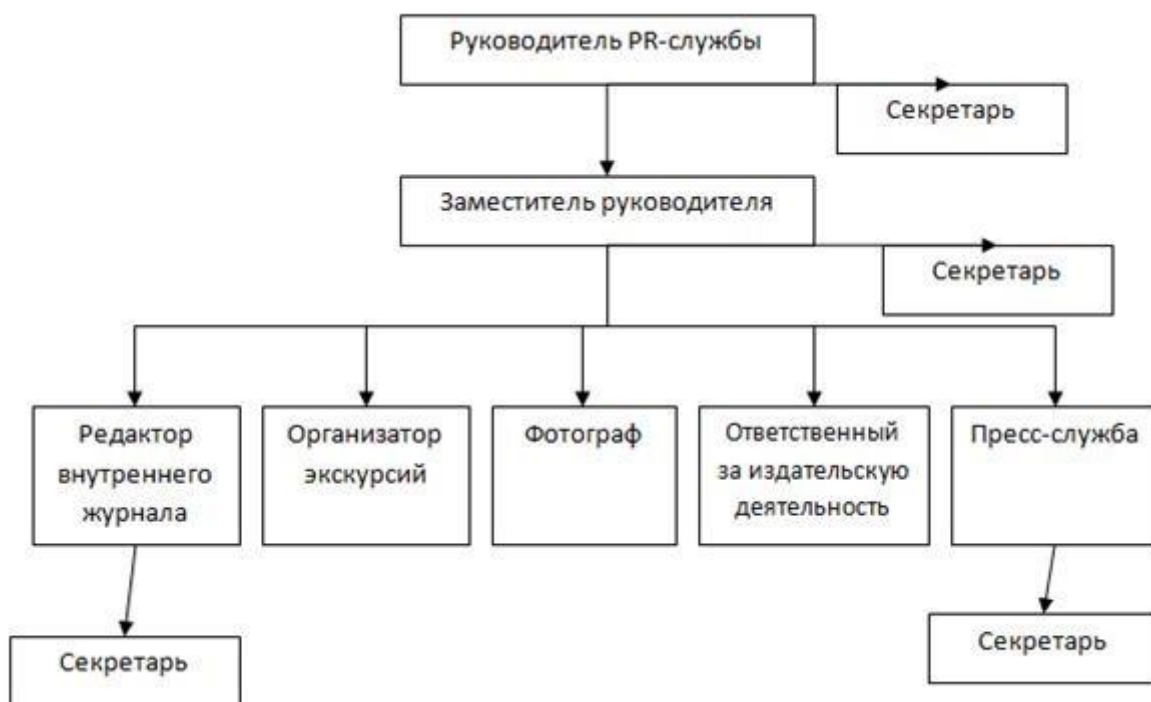 Руководитель PR-службы
Секретарь
Заместитель руководителя
Секретарь
Редактор
внутреннего
журнала
Организатор
экскурсий
Фотограф
Ответственный
за издательскую
деятельность
Пресс-служба
Секретарь
Секретарь